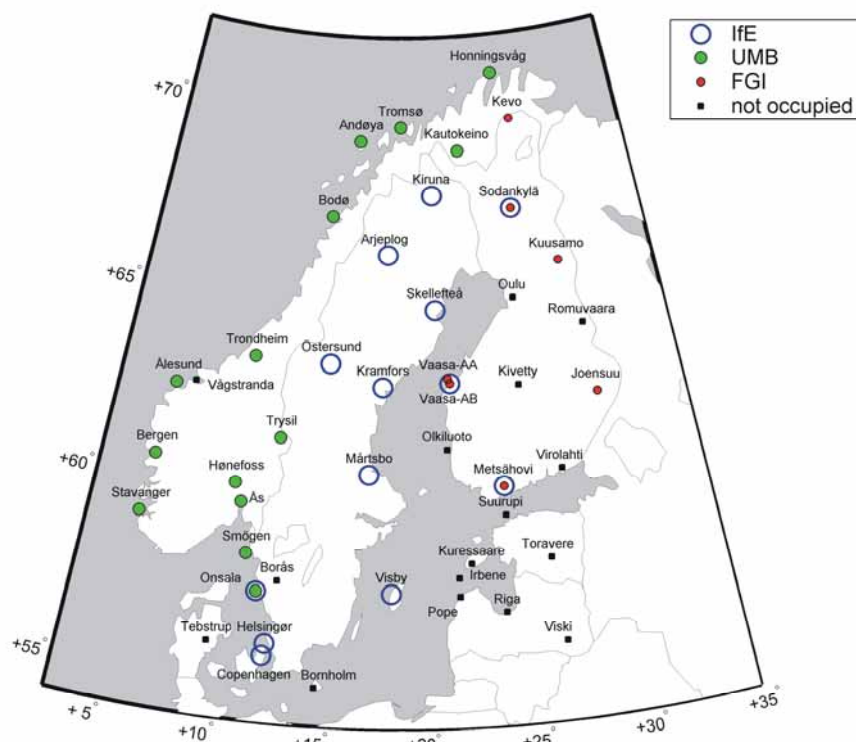 IfE
UMB
FGI
not occupied
Honningsvåg
+70°
Kevo
Tromsø
Andøya
Kautokeino
Kiruna
Sodankylä
Bodø
Arjeplog
Kuusamo
+65°
Oulu
Skellefteå
Romuvaara
Trondheim
Östersund
Ålesund
Vågstranda
Kramfors
Vaasa-AA
Kivetty
Joensuu
Vaasa-AB
Trysil
Bergen
Olkiluoto
+60°
Hønefoss
Mårtsbo
Virolahti
Metsähovi
Stavanger
Ås
Suurupi
Smögen
Kuressaare
Toravere
Onsala
Borås
Visby
Irbene
Pope
Riga
Tebstrup
Helsingør
Viski
+55°
Copenhagen
Bornholm
+ 5°
+10°
+15°
+20°
+25°
+30°
+35°